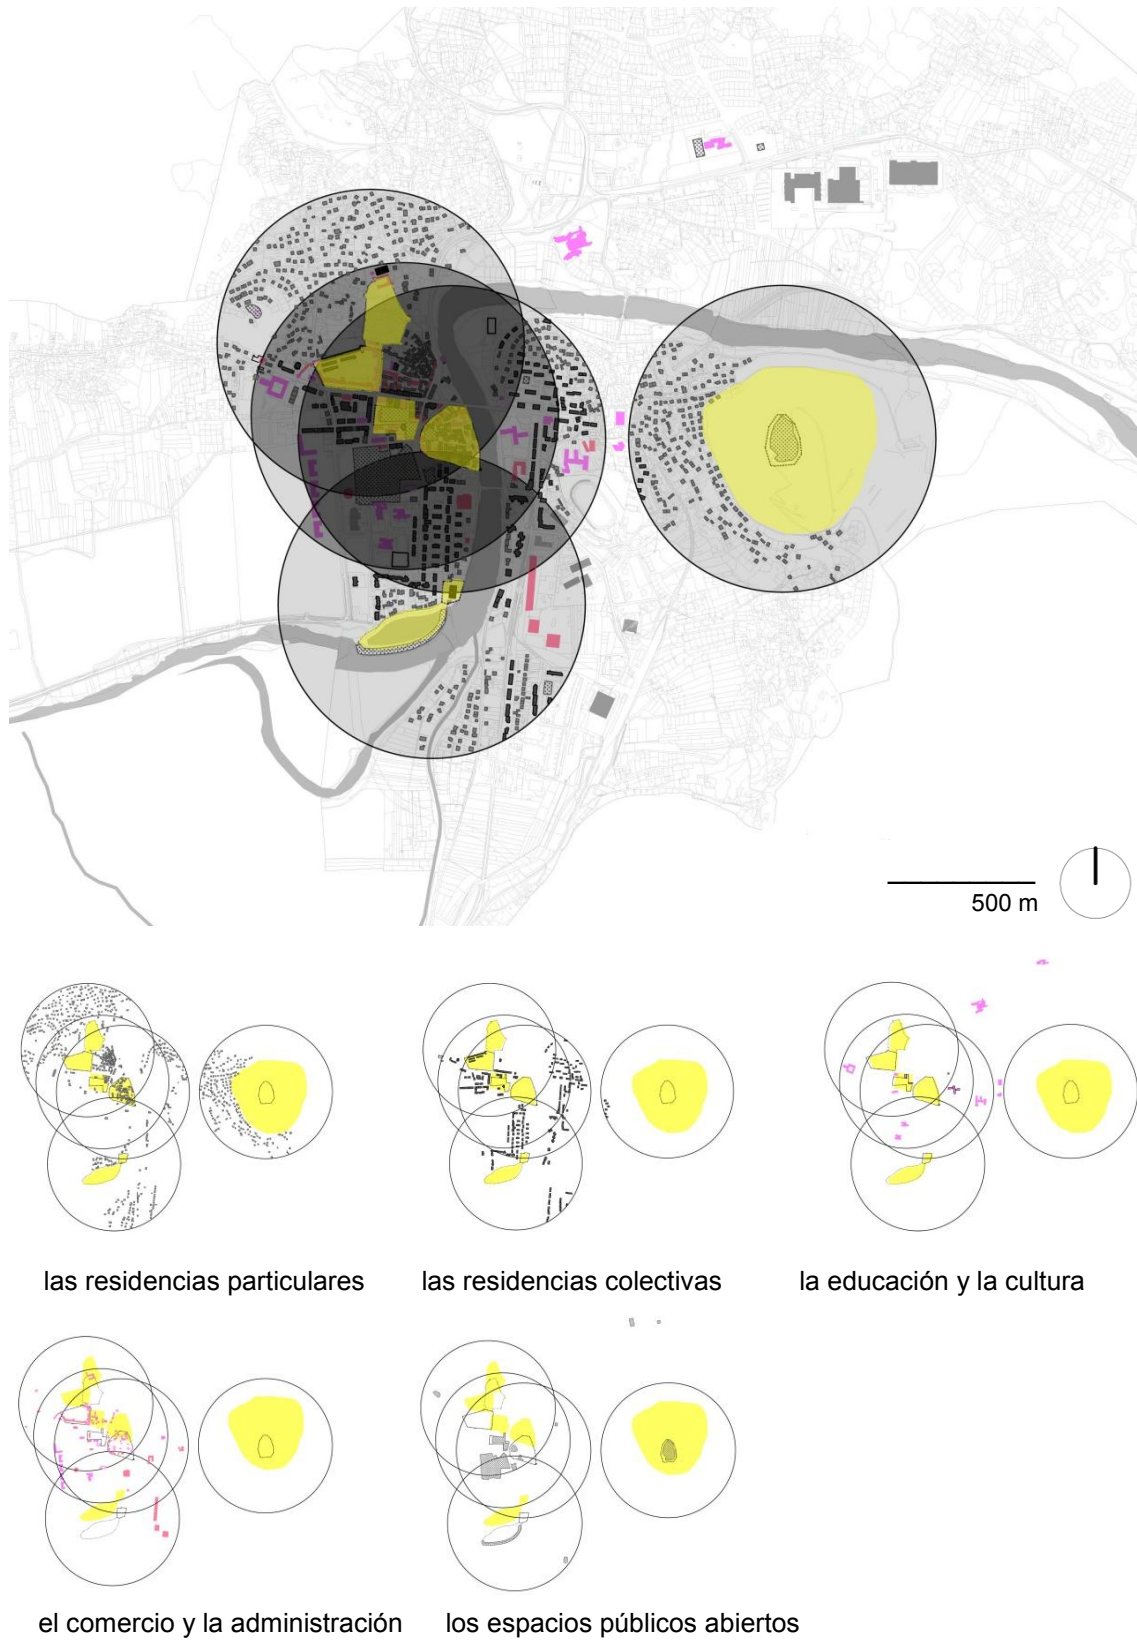 500 m
las residencias particulares
las residencias colectivas
la educación y la cultura
el comercio y la administración
los espacios públicos abiertos